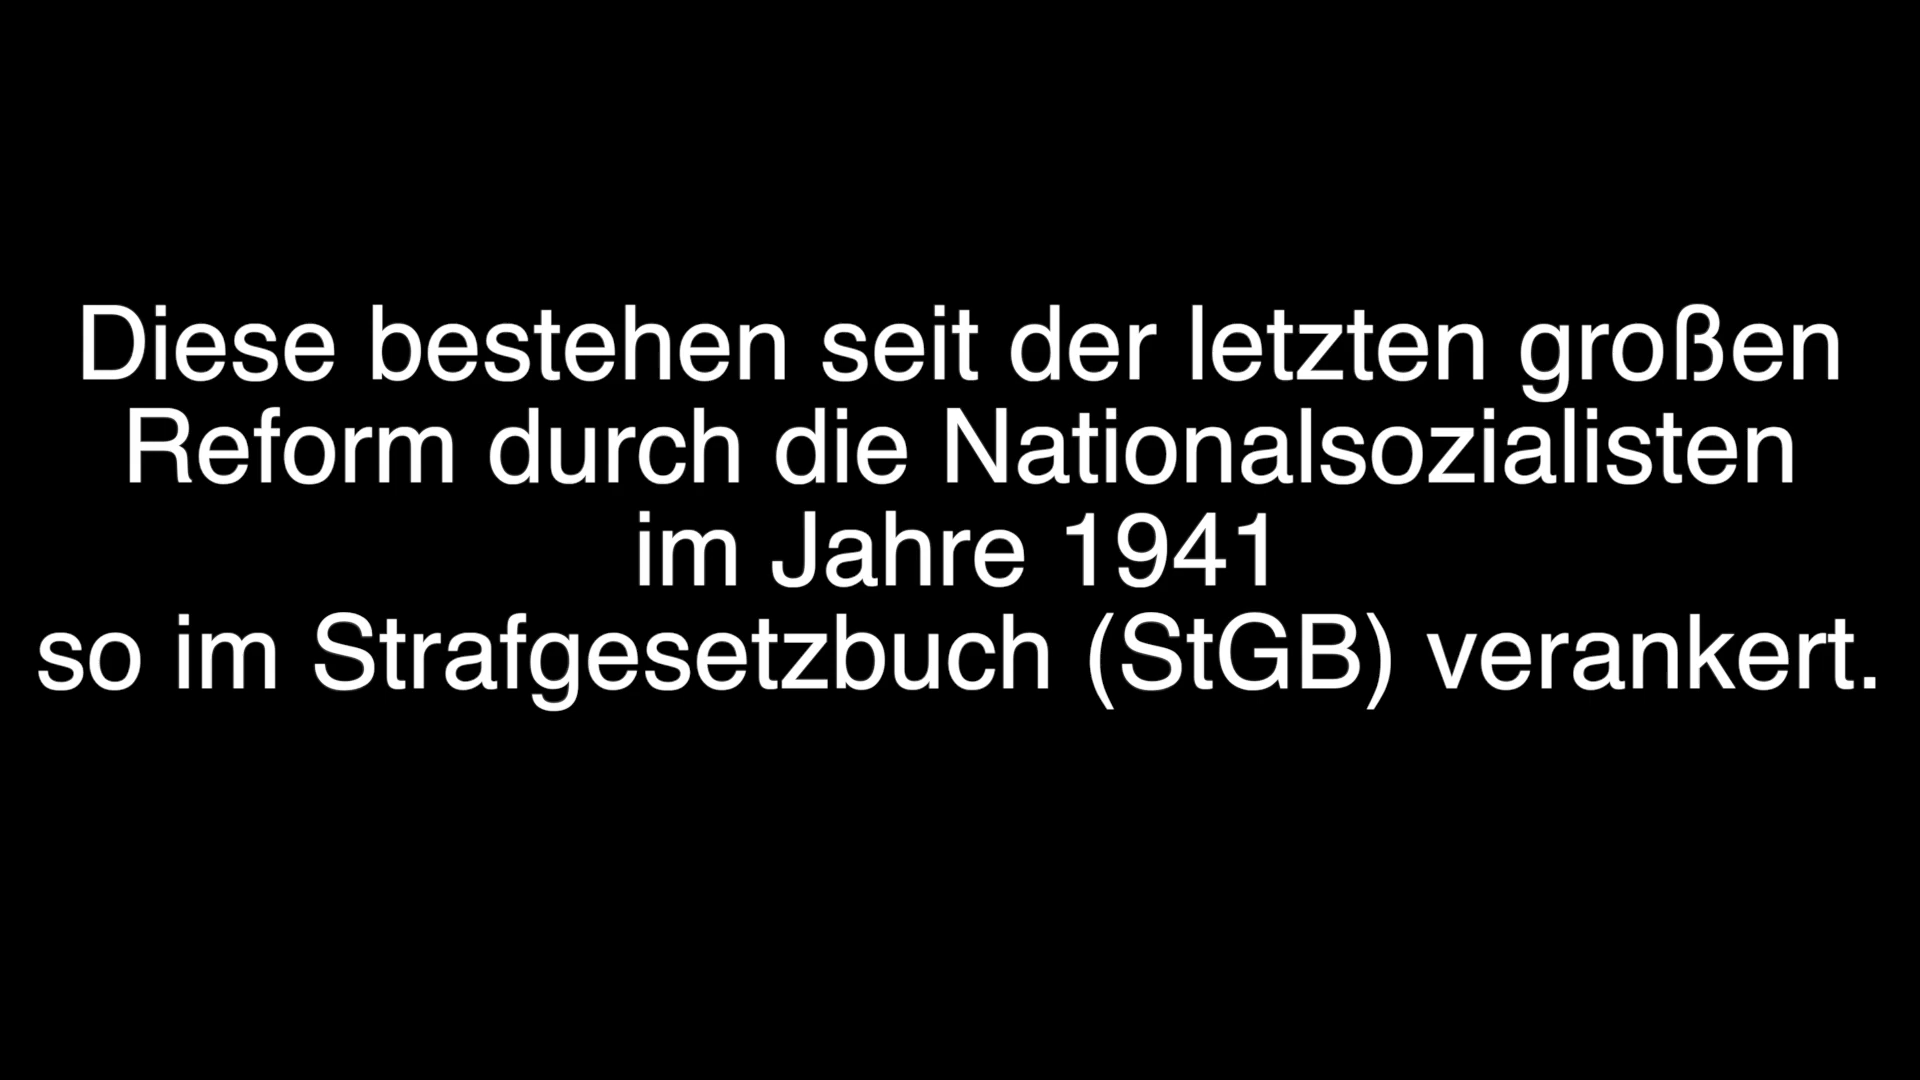 Diese bestehen seit der letzten großen
Reform durch die Nationalsozialisten
im Jahre 1941
so im Strafgesetzbuch (StGB) verankert.